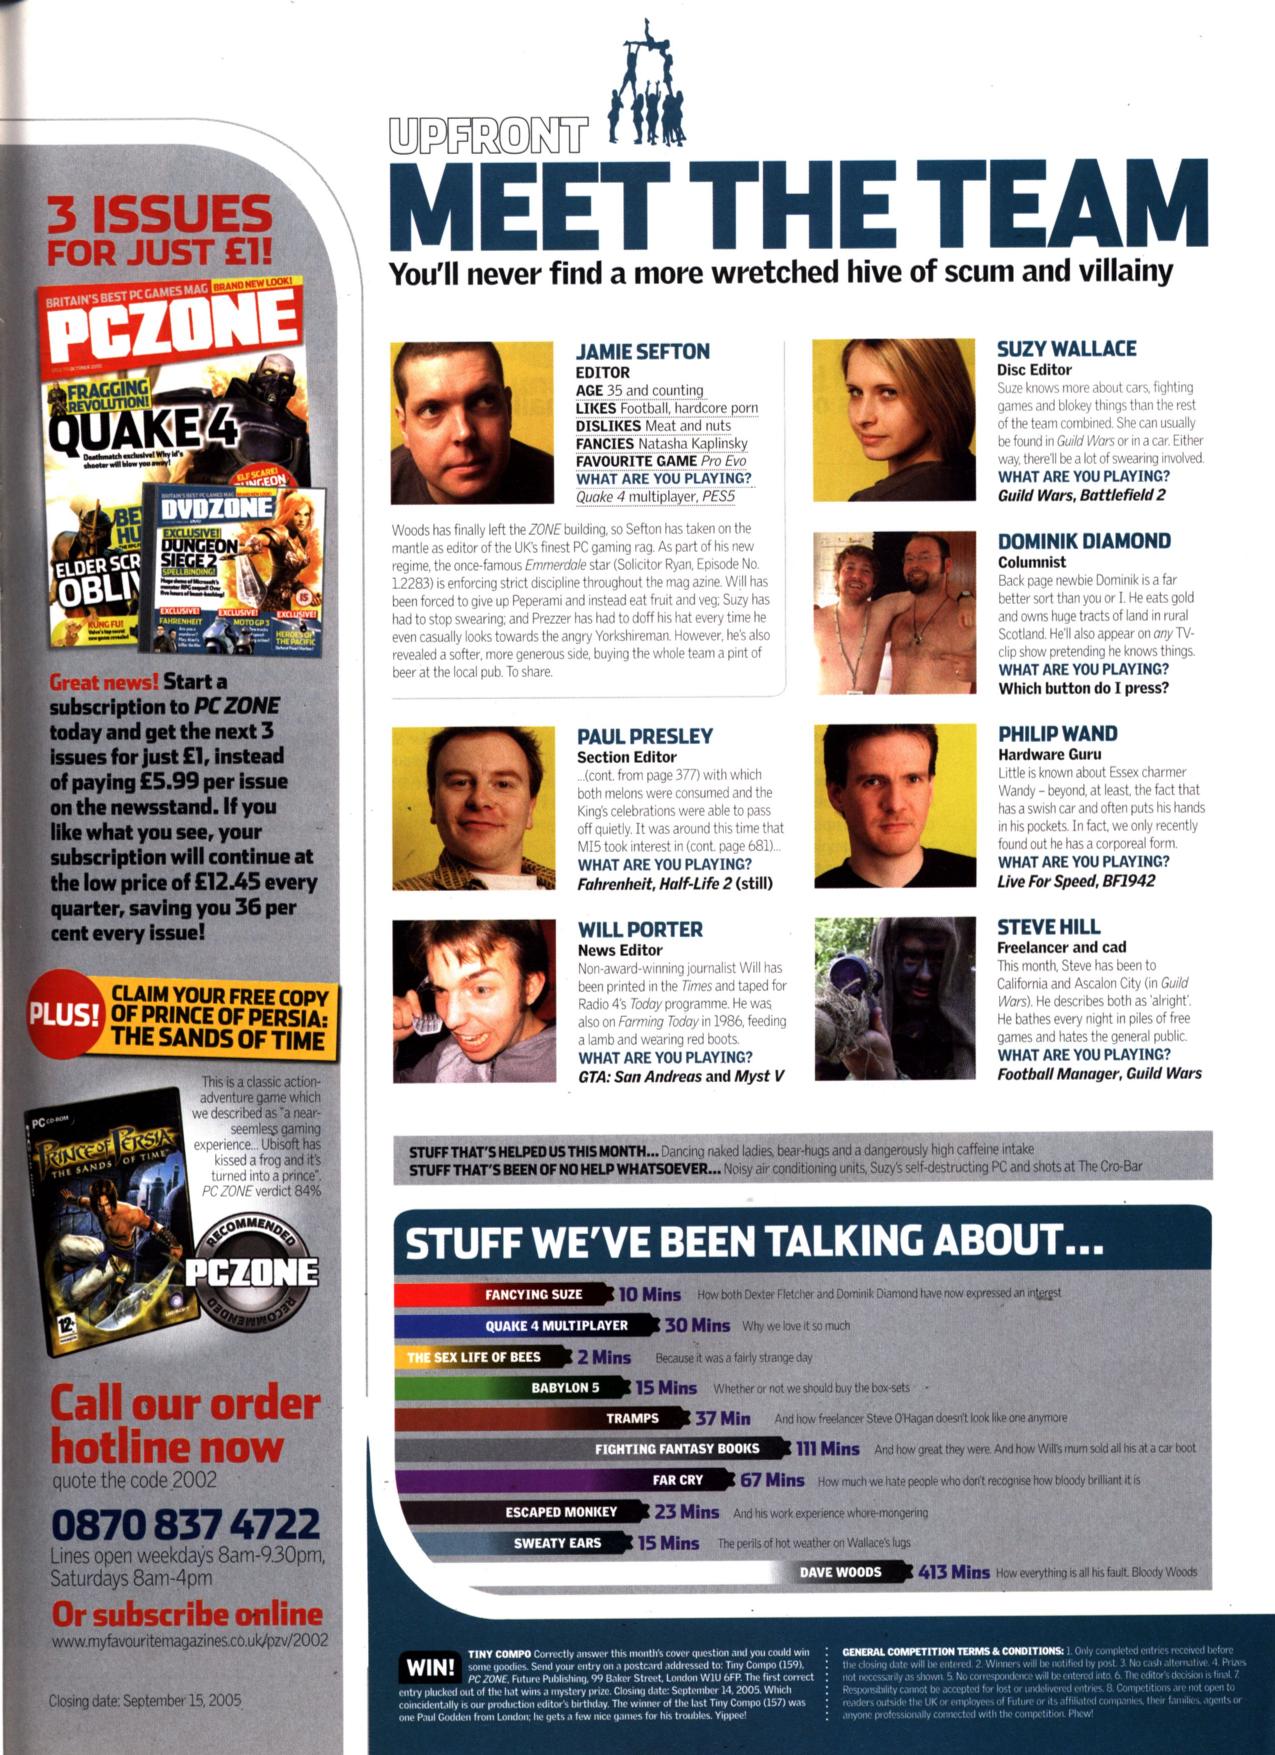 3 ISSUES
FOR JUST £1!
BRITAIN'S BEST PC GAMES MAG BRAND NEW LOOK!
PCZONE
FRAGGING
REVOLUTION!
QUAKE 4
Deathmatch exclusive! Why id's
shooter will blow you away!
ELF SCARE!
ELDER SCR
OBLIV
KUNG FU!
BRITAIN'S BEST PC GAMES MAG
DVDZONE
EXCLUSIVE!
DUNGEON
SIEGE 2
SPELLBINDING!
15
EXCLUSIVE! EXCLUSIVE! EXCLUSIVE!
FAHRENHEIT MOTO GP 3 HEROES OF
THE PACIFIC
Great news! Start a
subscription to PC ZONE
today and get the next 3
issues for just £1, instead
of paying £5.99 per issue
on the newsstand. If you
like what you see, your
subscription will continue at
the low price of £12.45 every
quarter, saving you 36 per
cent every issue!
PLUS!
CLAIM YOUR FREE COPY
OF PRINCE OF PERSIA:
THE SANDS OF TIME
This is a classic action-
adventure game which
we described as "a near-
seemless gaming
experience... Ubisoft has
kissed a frog and it's
turned into a prince".
PC ZONE verdict 84%
PC CD-ROM
PRINCE OF PERSIA
THE SANDS OF TIME
12+
RECOMMENDED
PCZONE
RECOMMENDED
Call our order
hotline now
quote the code 2002
0870 837 4722
Lines open weekdays 8am-9.30pm,
Saturdays 8am-4pm
Or subscribe online
www.myfavouritemagazines.co.uk/pzv/2002
Closing date: September 15, 2005
UPFRONT
MEET THE TEAM
You'll never find a more wretched hive of scum and villainy
JAMIE SEFTON
EDITOR
AGE 35 and counting
LIKES Football, hardcore porn
DISLIKES Meat and nuts
FANCIES Natasha Kaplinsky
FAVOURITE GAME Pro Evo
WHAT ARE YOU PLAYING?
Quake 4 multiplayer, PES5
Woods has finally left the ZONE building, so Sefton has taken on the
mantle as editor of the UK's finest PC gaming rag. As part of his new
regime, the once-famous Emmerdale star (Solicitor Ryan, Episode No.
1.2283) is enforcing strict discipline throughout the mag azine. Will has
been forced to give up Peperami and instead eat fruit and veg; Suzy has
had to stop swearing; and Prezzer has had to doff his hat every time he
even casually looks towards the angry Yorkshireman. However, he's also
revealed a softer, more generous side, buying the whole team a pint of
beer at the local pub. To share.
SUZY WALLACE
Disc Editor
Suze knows more about cars, fighting
games and blokey things than the rest
of the team combined. She can usually
be found in Guild Wars or in a car. Either
way, there'll be a lot of swearing involved.
WHAT ARE YOU PLAYING?
Guild Wars, Battlefield 2
DOMINIK DIAMOND
Columnist
Back page newbie Dominik is a far
better sort than you or I. He eats gold
and owns huge tracts of land in rural
Scotland. He'll also appear on any TV-
clip show pretending he knows things.
WHAT ARE YOU PLAYING?
Which button do I press?
PAUL PRESLEY
Section Editor
...(cont. from page 377) with which
both melons were consumed and the
King's celebrations were able to pass
off quietly. It was around this time that
MI5 took interest in (cont. page 681)...
WHAT ARE YOU PLAYING?
Fahrenheit, Half-Life 2 (still)
PHILIP WAND
Hardware Guru
Little is known about Essex charmer
Wandy – beyond, at least, the fact that
has a swish car and often puts his hands
in his pockets. In fact, we only recently
found out he has a corporeal form.
WHAT ARE YOU PLAYING?
Live For Speed, BF1942
WILL PORTER
News Editor
Non-award-winning journalist Will has
been printed in the Times and taped for
Radio 4's Today programme. He was
also on Farming Today in 1986, feeding
a lamb and wearing red boots.
WHAT ARE YOU PLAYING?
GTA: San Andreas and Myst V
STEVE HILL
Freelancer and cad
This month, Steve has been to
California and Ascalon City (in Guild
Wars). He describes both as 'alright'.
He bathes every night in piles of free
games and hates the general public.
WHAT ARE YOU PLAYING?
Football Manager, Guild Wars
STUFF THAT'S HELPED US THIS MONTH... Dancing naked ladies, bear-hugs and a dangerously high caffeine intake
STUFF THAT'S BEEN OF NO HELP WHATSOEVER... Noisy air conditioning units, Suzy's self-destructing PC and shots at The Cro-Bar
STUFF WE'VE BEEN TALKING ABOUT...
FANCYING SUZE 10 Mins How both Dexter Fletcher and Dominik Diamond have now expressed an interest
QUAKE 4 MULTIPLAYER 30 Mins Why we love it so much
THE SEX LIFE OF BEES 2 Mins Because it was a fairly strange day
BABYLON 5 15 Mins Whether or not we should buy the box-sets
TRAMPS 37 Min And how freelancer Steve O'Hagan doesn't look like one anymore
FIGHTING FANTASY BOOKS 111 Mins And how great they were. And how Will's mum sold all his at a car boot
FAR CRY 67 Mins How much we hate people who don't recognise how bloody brilliant it is
ESCAPED MONKEY 23 Mins And his work experience whore-mongering
SWEATY EARS 15 Mins The perils of hot weather on Wallace's lugs
DAVE WOODS 413 Mins How everything is all his fault. Bloody Woods
WIN!
TINY COMPO Correctly answer this month's cover question and you could win
some goodies. Send your entry on a postcard addressed to: Tiny Compo (159),
PC ZONE, Future Publishing, 99 Baker Street, London W1U 6FP. The first correct
entry plucked out of the hat wins a mystery prize. Closing date: September 14, 2005. Which
coincidentally is our production editor's birthday. The winner of the last Tiny Compo (157) was
one Paul Godden from London; he gets a few nice games for his troubles. Yippee!
GENERAL COMPETITION TERMS & CONDITIONS: 1. Only completed entries received before
the closing date will be entered. 2. Winners will be notified by post. 3. No cash alternative. 4. Prizes
not necessarily as shown. 5. No correspondence will be entered into. 6. The editor's decision is final. 7.
Responsibility cannot be accepted for lost or undelivered entries. 8. Competitions are not open to
readers outside the UK or employees of Future or its affiliated companies, their families, agents or
anyone professionally connected with the competition. Phew!